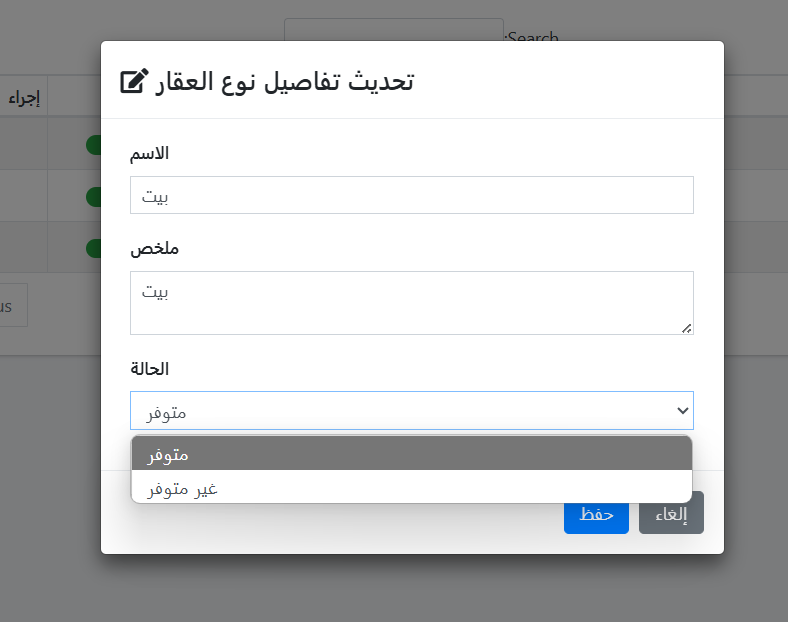 Search:
إجراء
تحديث تفاصيل نوع العقار
الاسم
بيت
ملخص
بيت
الحالة
متوفر
متوفر
غير متوفر
حفظ
إلغاء